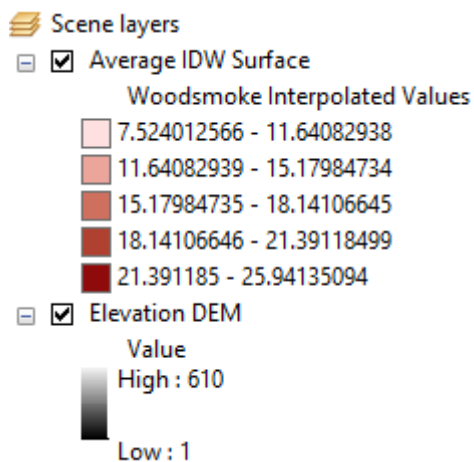 Scene layers
Average IDW Surface
Woodsmoke Interpolated Values
7.524012566 - 11.64082938
11.64082939 - 15.17984734
15.17984735 - 18.14106645
18.14106646 - 21.39118499
21.391185 - 25.94135094
Elevation DEM
Value
High : 610
Low : 1